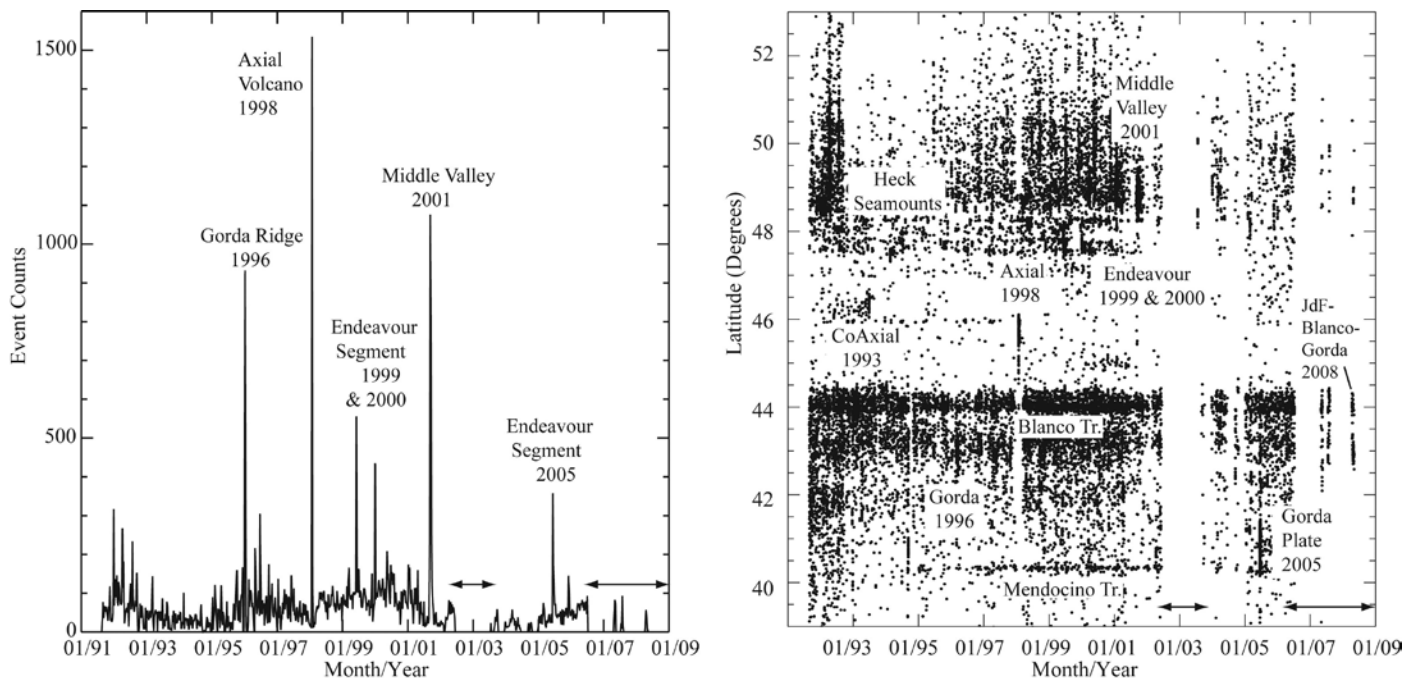 1500
1000
500
0
Event Counts
Axial
Volcano
1998
Gorda Ridge
1996
Endeavour
Segment
1999
& 2000
Middle Valley
2001
Endeavour
Segment
2005
01/91 01/93 01/95 01/97 01/99 01/01 01/03 01/05 01/07 01/09
Month/Year
52
50
48
46
44
42
40
Latitude (Degrees)
Middle
Valley
2001
Heck
Seamounts
Axial
1998
Endeavour
1999 & 2000
CoAxial
1993
JdF-
Blanco-
Gorda
2008
Blanco Tr.
Gorda
1996
Gorda
Plate
2005
Mendocino Tr.
01/93 01/95 01/97 01/99 01/01 01/03 01/05 01/07 01/09
Month/Year